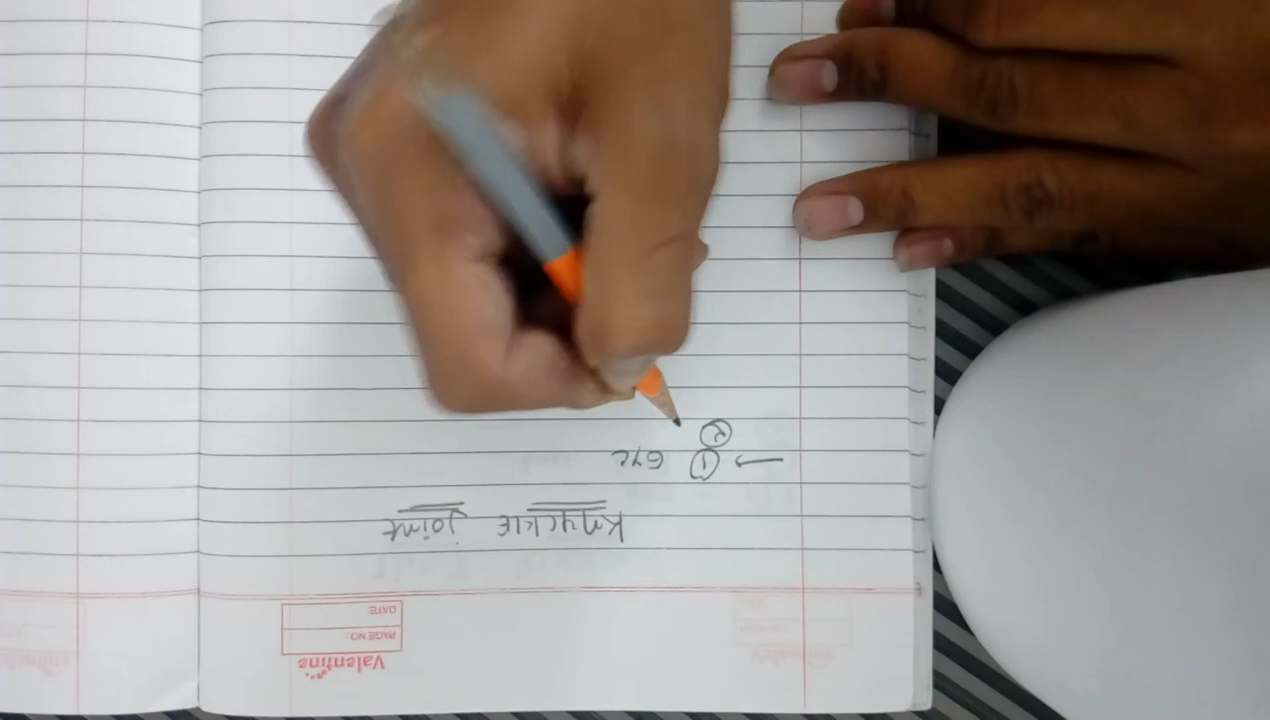 Valentine
PAGE NO:
DATE
Knuckle joint
→ ① Eye
②